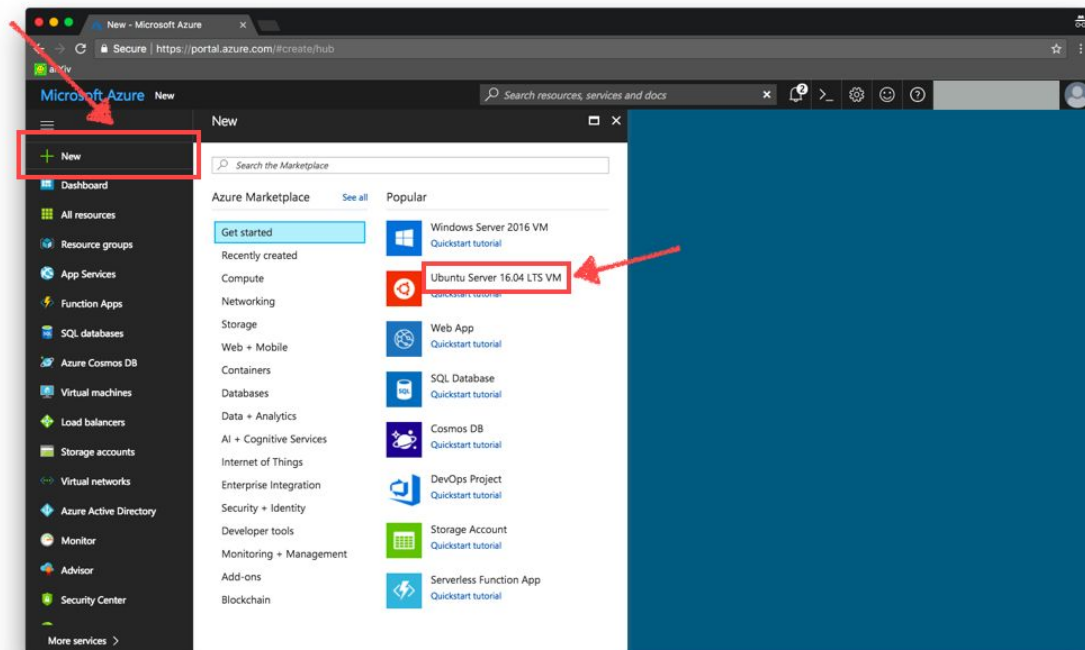 New - Microsoft Azure
Secure | https://portal.azure.com/#create/hub
arXiv
Microsoft Azure New
Search resources, services and docs
2
New
New
Dashboard
All resources
Resource groups
App Services
Function Apps
SQL databases
Azure Cosmos DB
Virtual machines
Load balancers
Storage accounts
Virtual networks
Azure Active Directory
Monitor
Advisor
Security Center
More services
Search the Marketplace
Azure Marketplace
See all
Get started
Recently created
Compute
Networking
Storage
Web + Mobile
Containers
Databases
Data + Analytics
AI + Cognitive Services
Internet of Things
Enterprise Integration
Security + Identity
Developer tools
Monitoring + Management
Add-ons
Blockchain
Popular
Windows Server 2016 VM
Quickstart tutorial
Ubuntu Server 16.04 LTS VM
Quickstart tutorial
Web App
Quickstart tutorial
SQL
SQL Database
Quickstart tutorial
Cosmos DB
Quickstart tutorial
DevOps Project
Quickstart tutorial
Storage Account
Quickstart tutorial
Serverless Function App
Quickstart tutorial